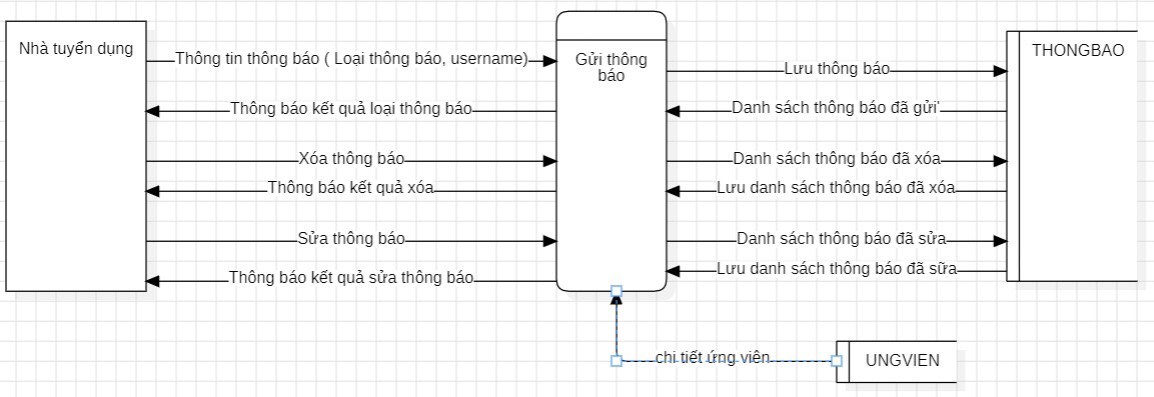 Nhà tuyển dụng
Thông tin thông báo ( Loại thông báo, username)
Gửi thông
báo
THONGBAO
Lưu thông báo
Thông báo kết quả loại thông báo
Danh sách thông báo đã gửi'
Xóa thông báo
Danh sách thông báo đã xóa
Thông báo kết quả xóa
Lưu danh sách thông báo đã xóa
Sửa thông báo
Danh sách thông báo đã sửa
Thông báo kết quả sửa thông báo
Lưu danh sách thông báo đã sữa
chi tiết ứng viên
UNGVIEN